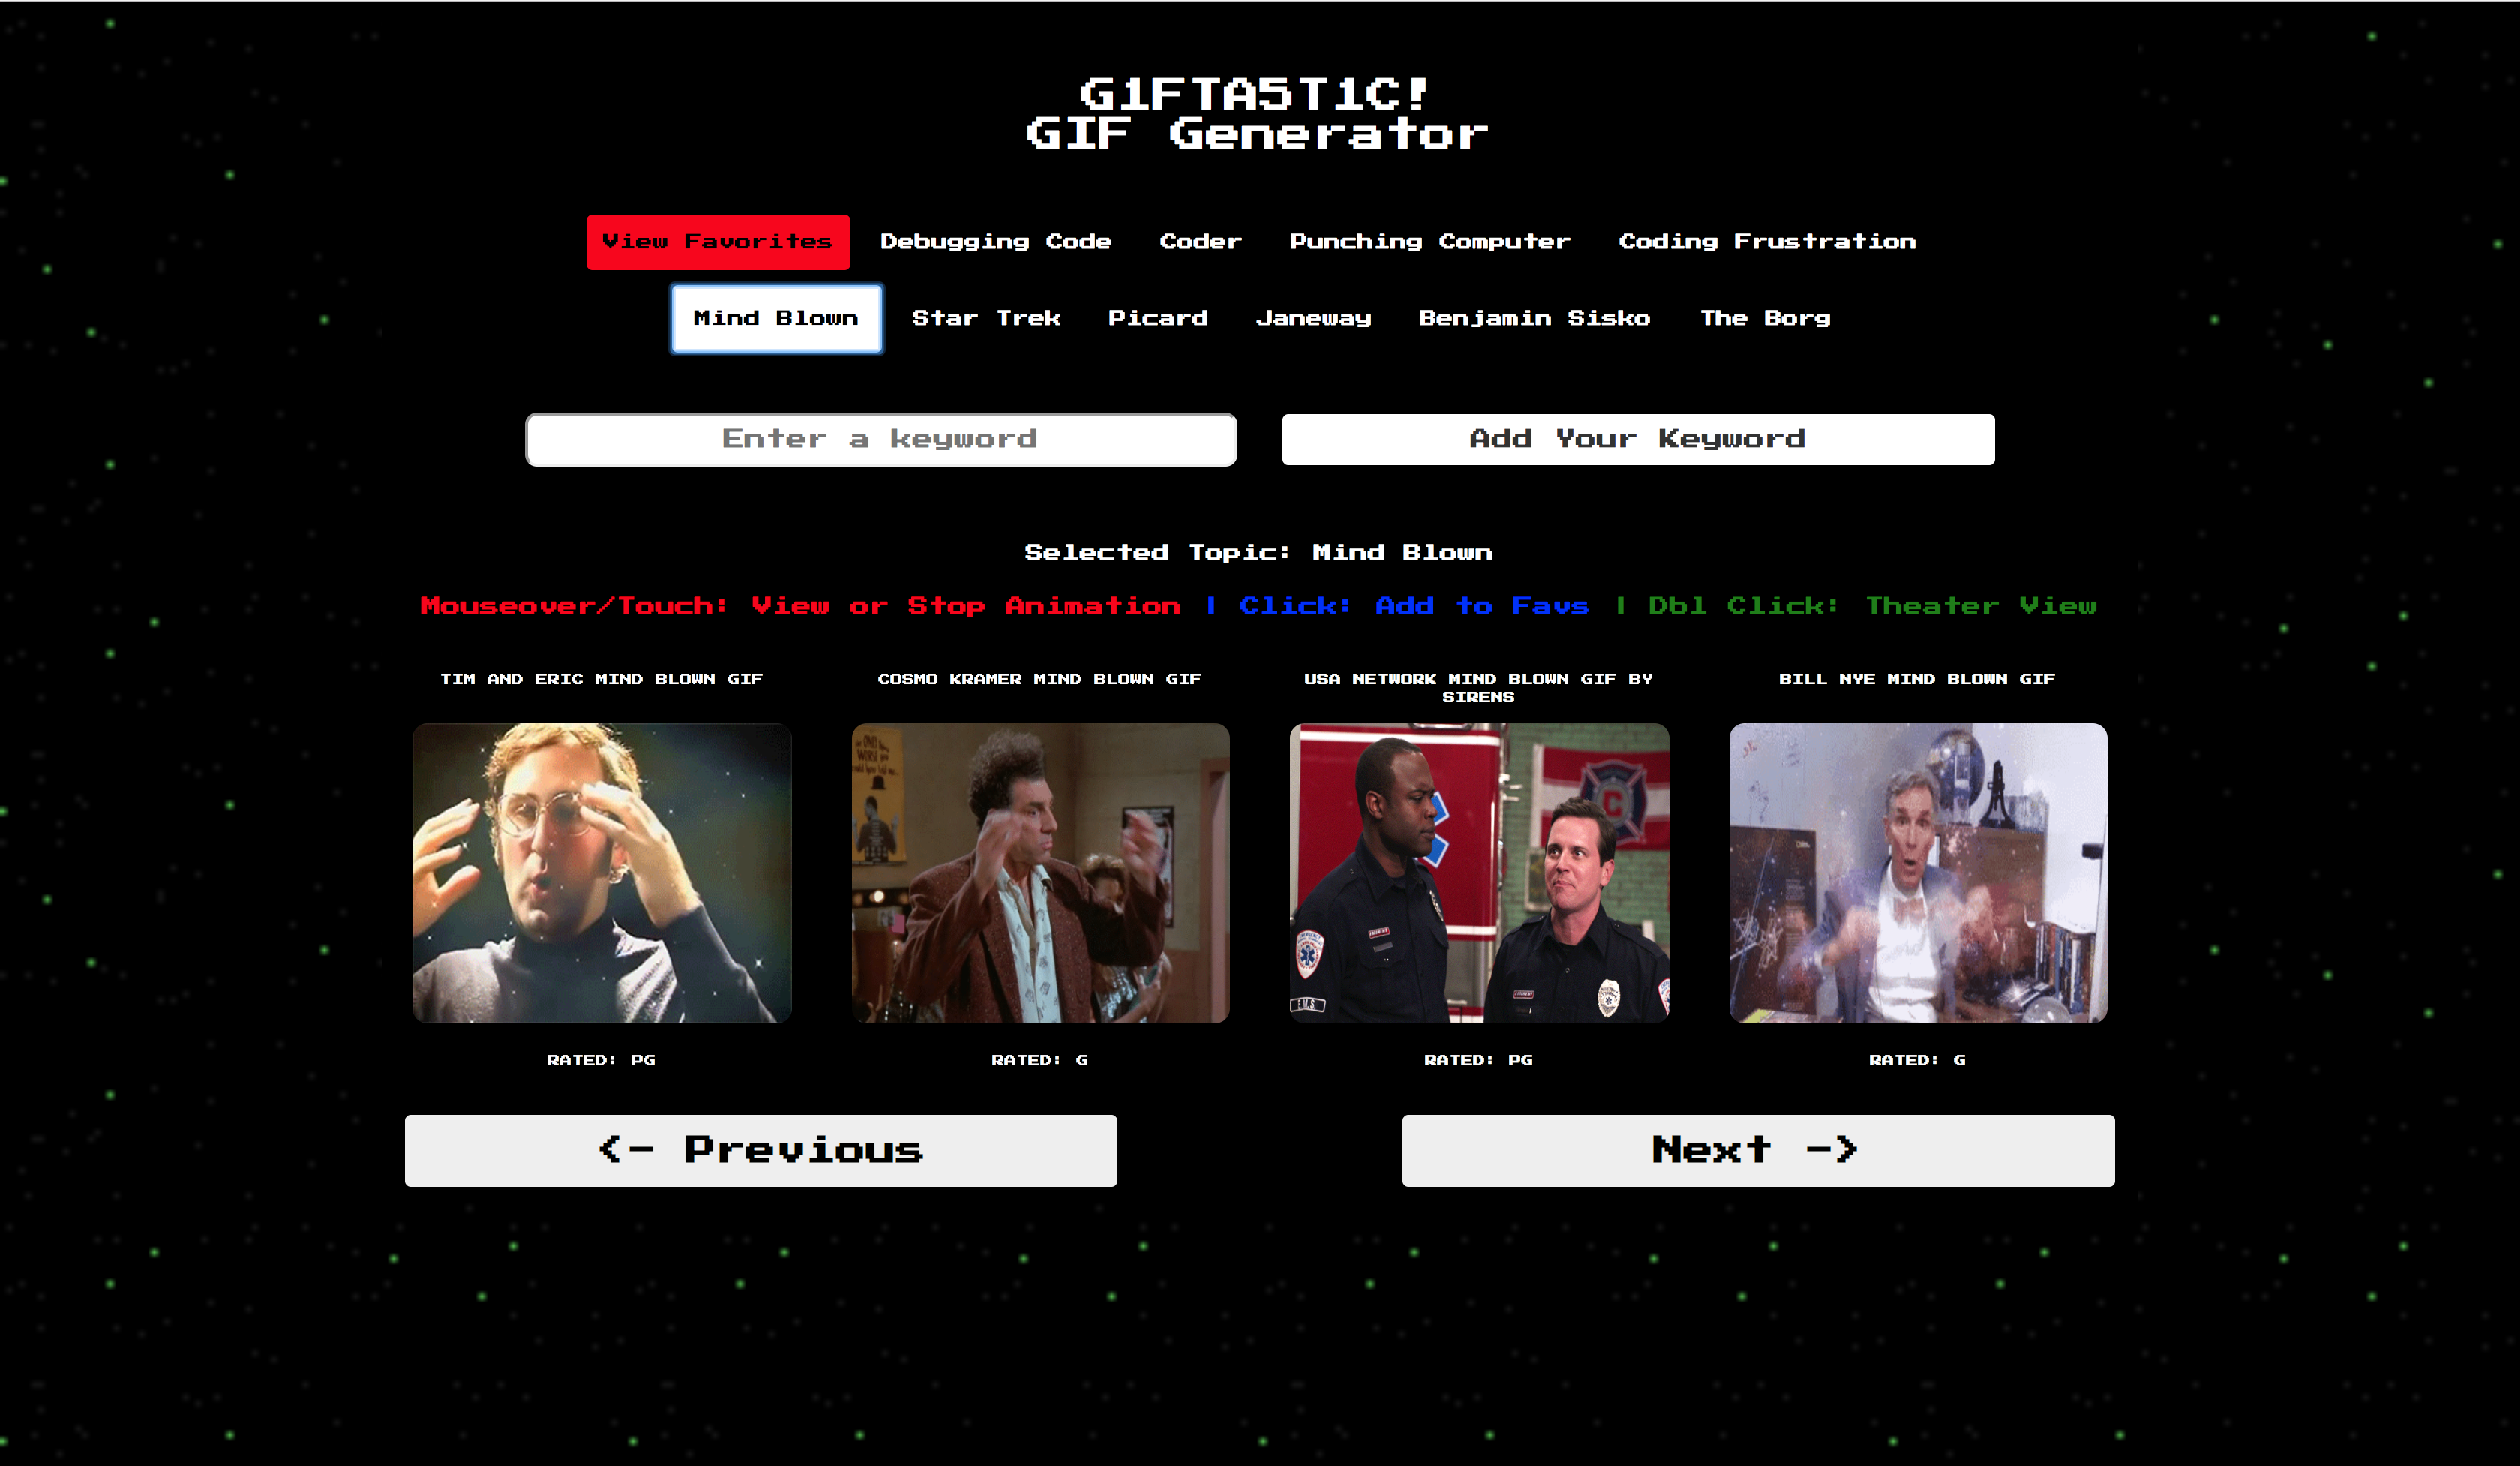 G1FTA5T1C!
GIF Generator
View Favorites Debugging Code Coder Punching Computer Coding Frustration
Mind Blown Star Trek Picard Janeway Benjamin Sisko The Borg
Enter a keyword Add Your Keyword
Selected Topic: Mind Blown
Mouseover/Touch: View or Stop Animation | Click: Add to Favs | Dbl Click: Theater View
TIM AND ERIC MIND BLOWN GIF
COSMO KRAMER MIND BLOWN GIF
USA NETWORK MIND BLOWN GIF BY
SIRENS
BILL NYE MIND BLOWN GIF
C
E.M.S.
RATED: PG
RATED: G
RATED: PG
RATED: G
<- Previous Next ->